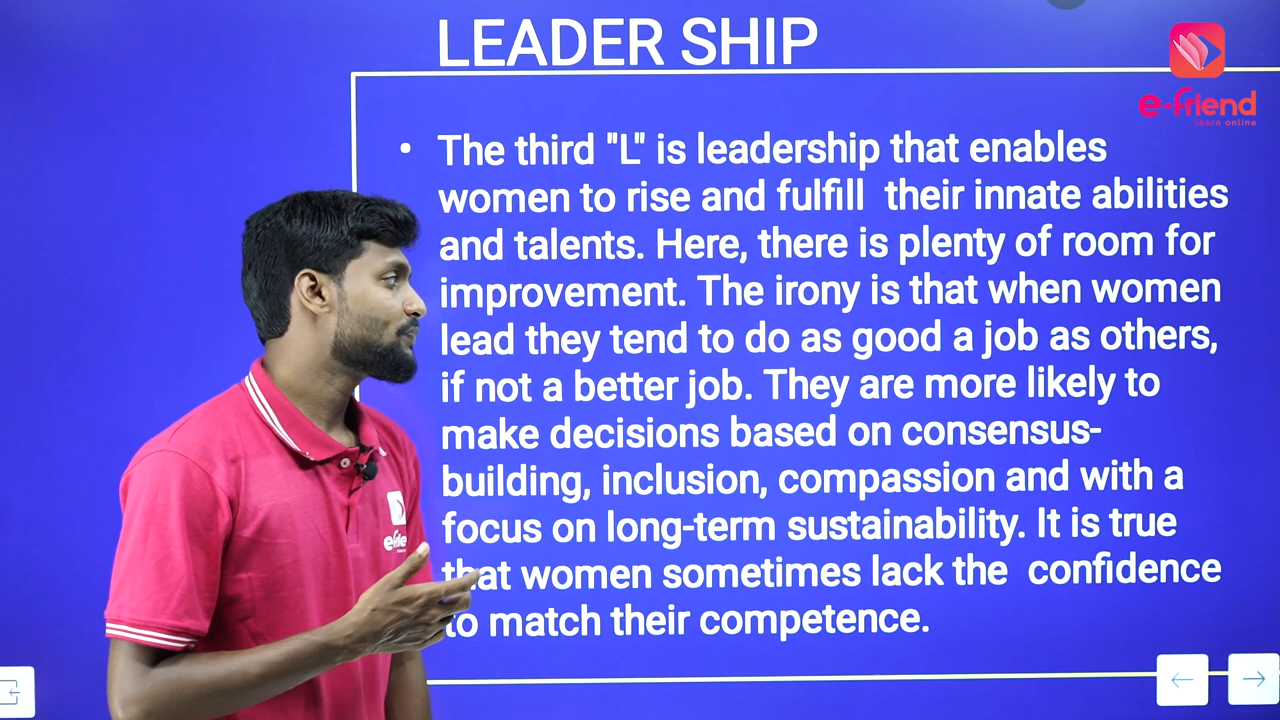 LEADER SHIP
e-friend
learn online
• The third "L" is leadership that enables
women to rise and fulfill their innate abilities
and talents. Here, there is plenty of room for
improvement. The irony is that when women
lead they tend to do as good a job as others,
if not a better job. They are more likely to
make decisions based on consensus-
building, inclusion, compassion and with a
focus on long-term sustainability. It is true
that women sometimes lack the confidence
to match their competence.